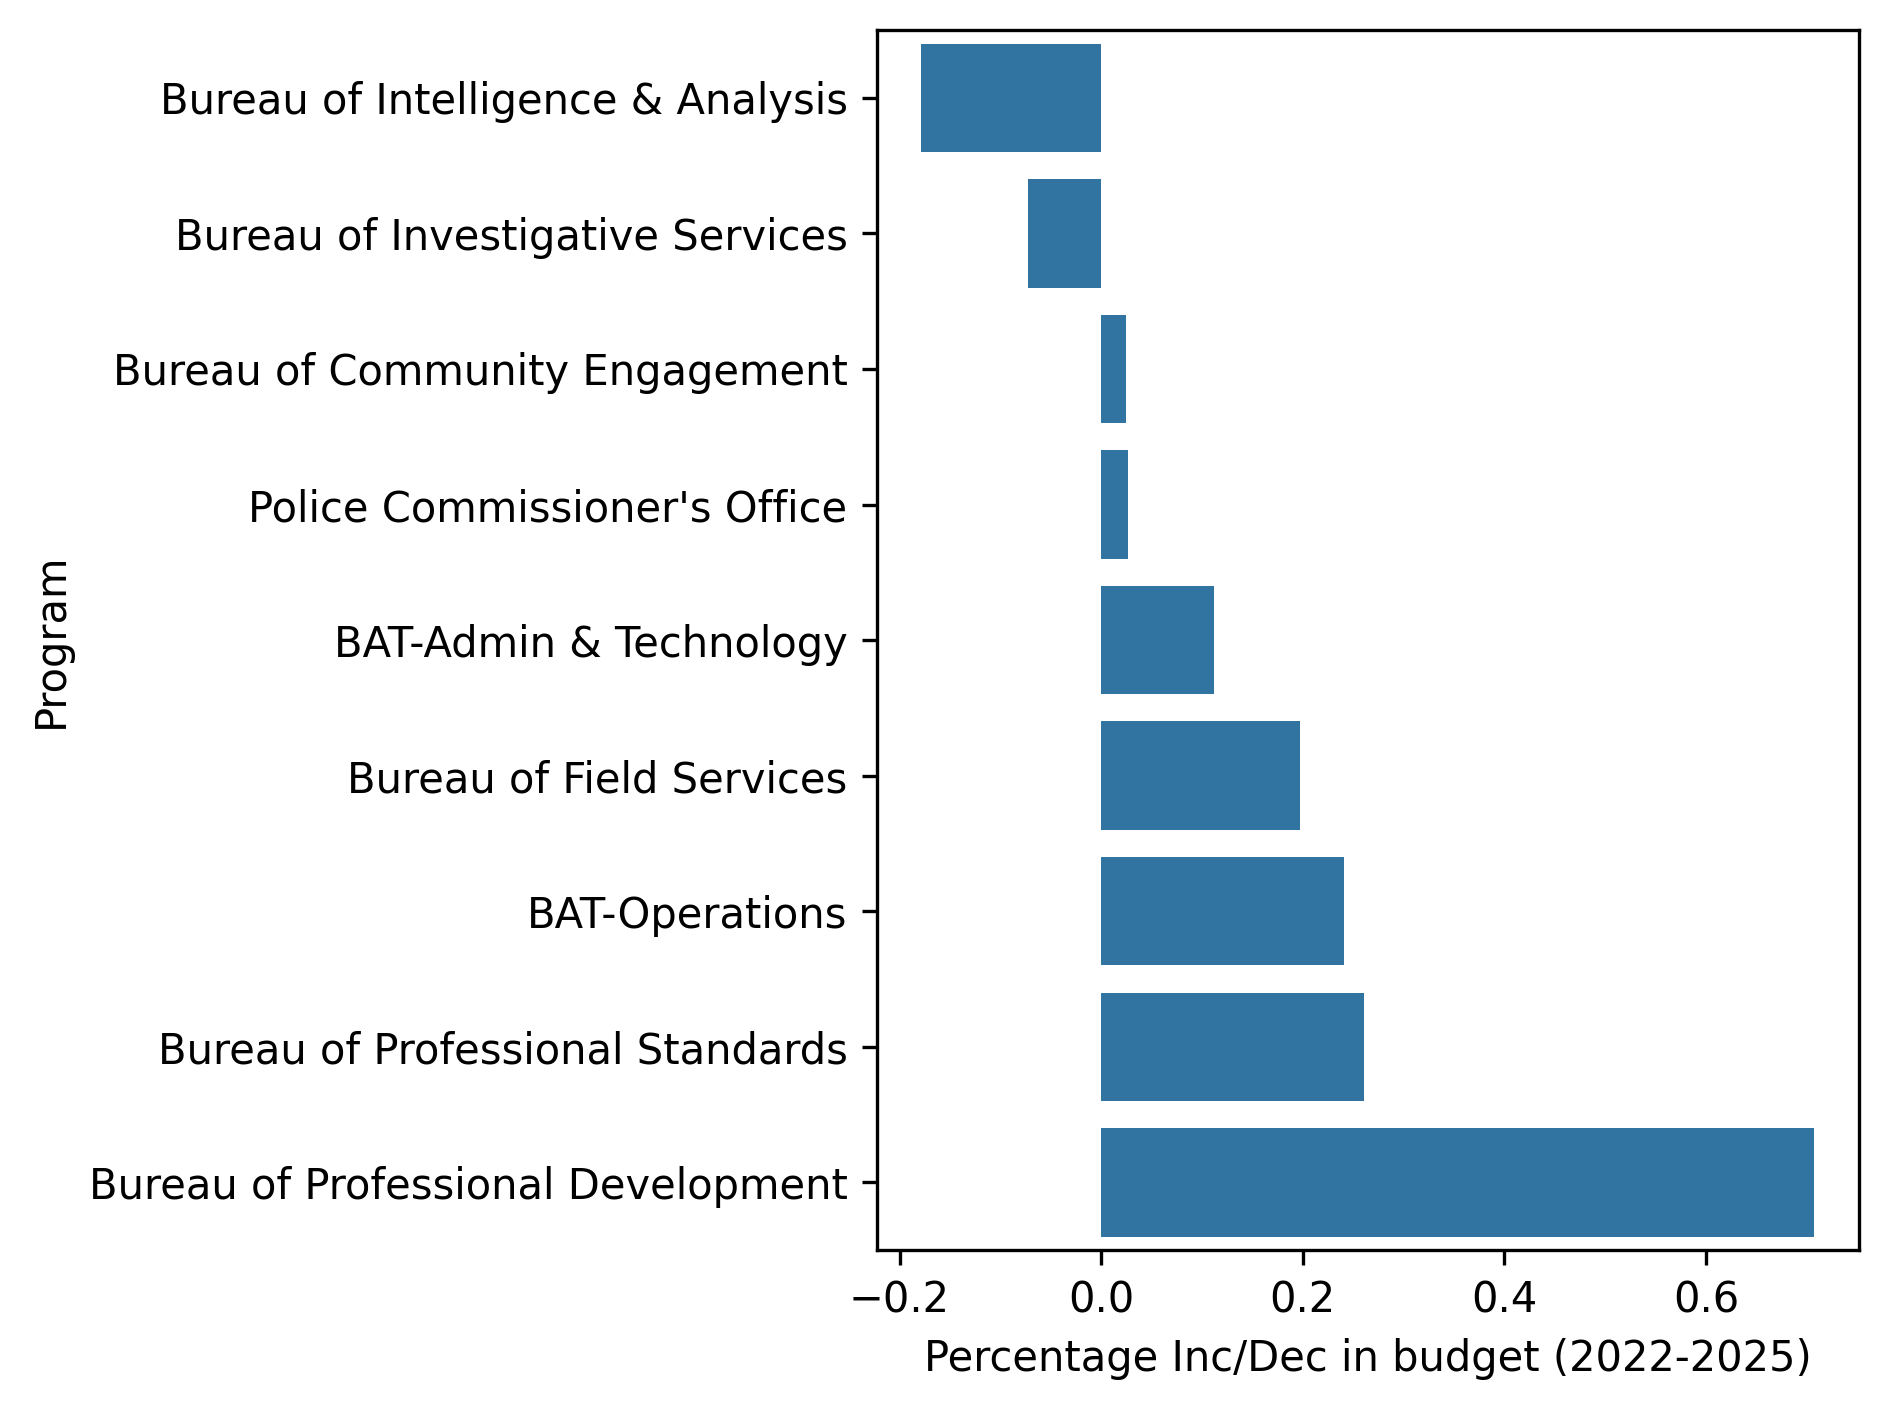 Program
Bureau of Intelligence & Analysis
Bureau of Investigative Services
Bureau of Community Engagement
Police Commissioner's Office
BAT-Admin & Technology
Bureau of Field Services
BAT-Operations
Bureau of Professional Standards
Bureau of Professional Development
−0.2 0.0 0.2 0.4 0.6
Percentage Inc/Dec in budget (2022-2025)